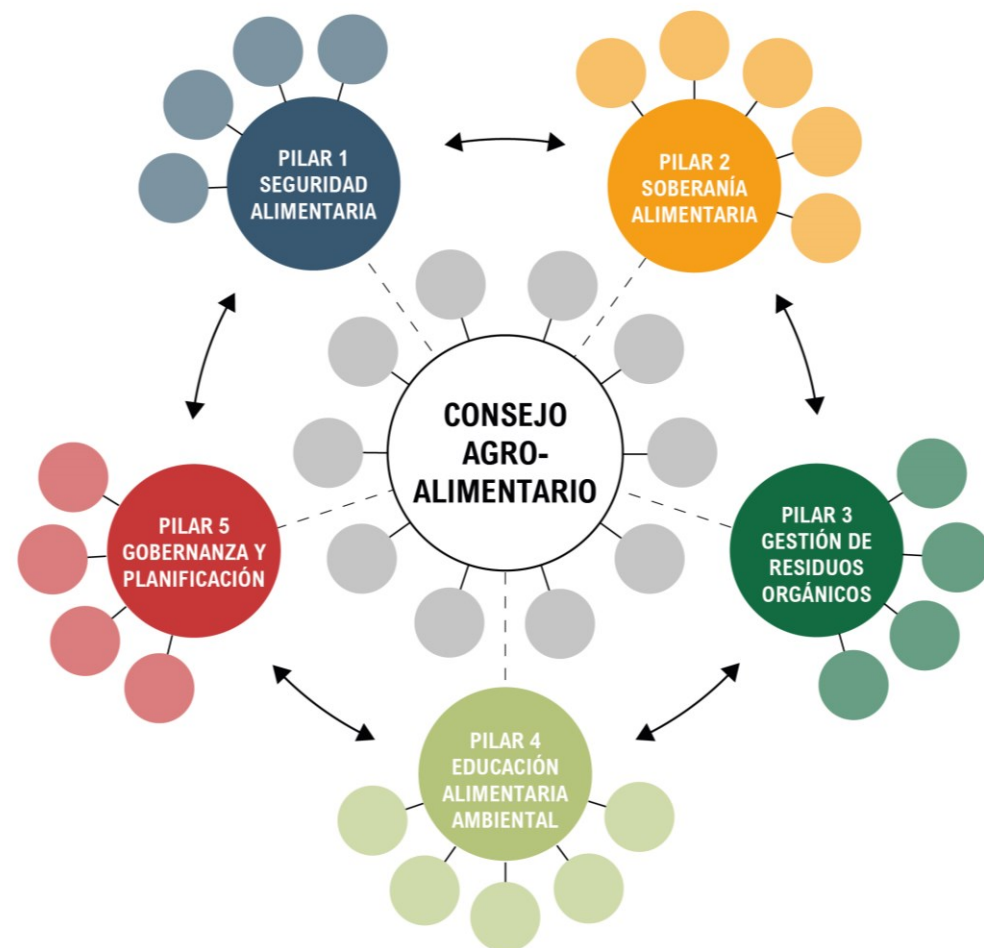 PILAR 1
SEGURIDAD
ALIMENTARIA
PILAR 2
SOBERANÍA
ALIMENTARIA
CONSEJO
AGRO-
ALIMENTARIO
PILAR 5
GOBERNANZA Y
PLANIFICACIÓN
PILAR 3
GESTIÓN DE
RESIDUOS
ORGÁNICOS
PILAR 4
EDUCACIÓN
ALIMENTARIA
AMBIENTAL